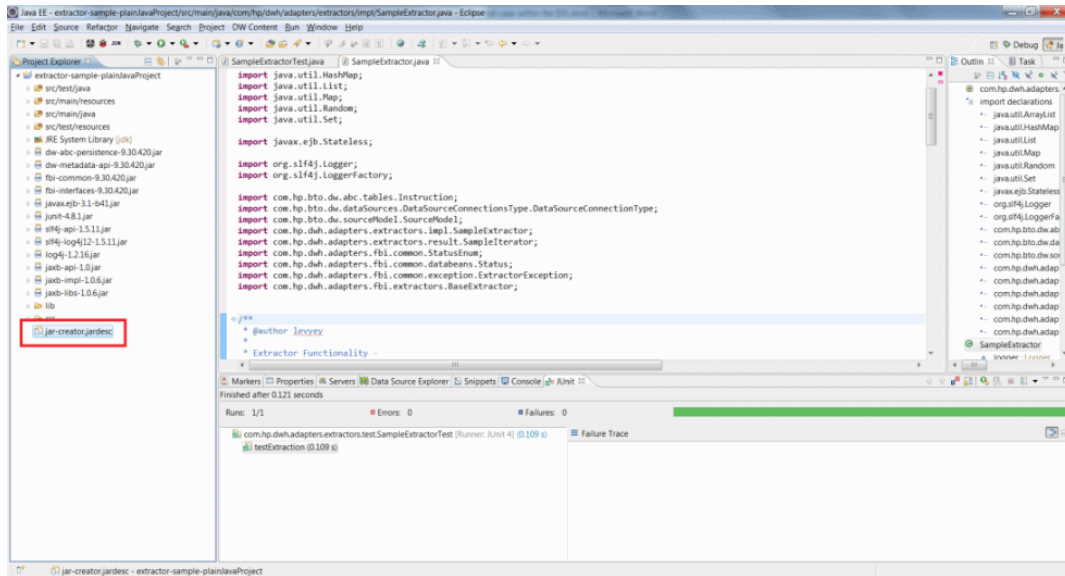 Java EE - extractor-sample-plainJavaProject/src/main/java/com/hp/dwh/adapters/extractors/impl/SampleExtractor.java - Eclipse
File Edit Source Refactor Navigate Search Project DW Content Run Window Help
Debug Ja
Project Explorer
extractor-sample-plainJavaProject
src/test/java
src/main/resources
src/main/java
src/test/resources
JRE System Library [jdk]
dw-abc-persistence-9.30.420.jar
dw-metadata-api-9.30.420.jar
fbi-common-9.30.420.jar
fbi-interfaces-9.30.420.jar
javax.ejb-3.1-b41.jar
junit-4.8.1.jar
slf4j-api-1.5.11.jar
slf4j-log4j12-1.5.11.jar
log4j-1.2.16.jar
jaxb-api-1.0.jar
jaxb-impl-1.0.6.jar
jaxb-libs-1.0.6.jar
lib
jar-creator.jardesc
SampleExtractorTest.java SampleExtractor.java
import java.util.HashMap;
import java.util.List;
import java.util.Map;
import java.util.Random;
import java.util.Set;
import javax.ejb.Stateless;
import org.slf4j.Logger;
import org.slf4j.LoggerFactory;
import com.hp.bto.dw.abc.tables.Instruction;
import com.hp.bto.dw.dataSources.DataSourceConnectionsType.DataSourceConnectionType;
import com.hp.bto.dw.sourceModel.SourceModel;
import com.hp.dwh.adapters.extractors.impl.SampleExtractor;
import com.hp.dwh.adapters.extractors.result.SampleIterator;
import com.hp.dwh.adapters.fbi.common.StatusEnum;
import com.hp.dwh.adapters.fbi.common.databeans.Status;
import com.hp.dwh.adapters.fbi.common.exception.ExtractorException;
import com.hp.dwh.adapters.fbi.extractors.BaseExtractor;
/**
* @author levvey
*
* Extractor Functionality -
Outlin Task
com.hp.dwh.adapters.
import declarations
java.util.ArrayList
java.util.HashMap
java.util.List
java.util.Map
java.util.Random
java.util.Set
javax.ejb.Stateless
org.slf4j.Logger
org.slf4j.LoggerFa
com.hp.bto.dw.ab
com.hp.bto.dw.da
com.hp.bto.dw.so
com.hp.dwh.adap
com.hp.dwh.adap
com.hp.dwh.adap
com.hp.dwh.adap
com.hp.dwh.adap
com.hp.dwh.adap
SampleExtractor
logger : Logger
Markers Properties Servers Data Source Explorer Snippets Console JUnit
Finished after 0.121 seconds
Runs: 1/1 Errors: 0 Failures: 0
com.hp.dwh.adapters.extractors.test.SampleExtractorTest [Runner: JUnit 4] (0.109 s)
testExtraction (0.109 s)
Failure Trace
jar-creator.jardesc - extractor-sample-plainJavaProject